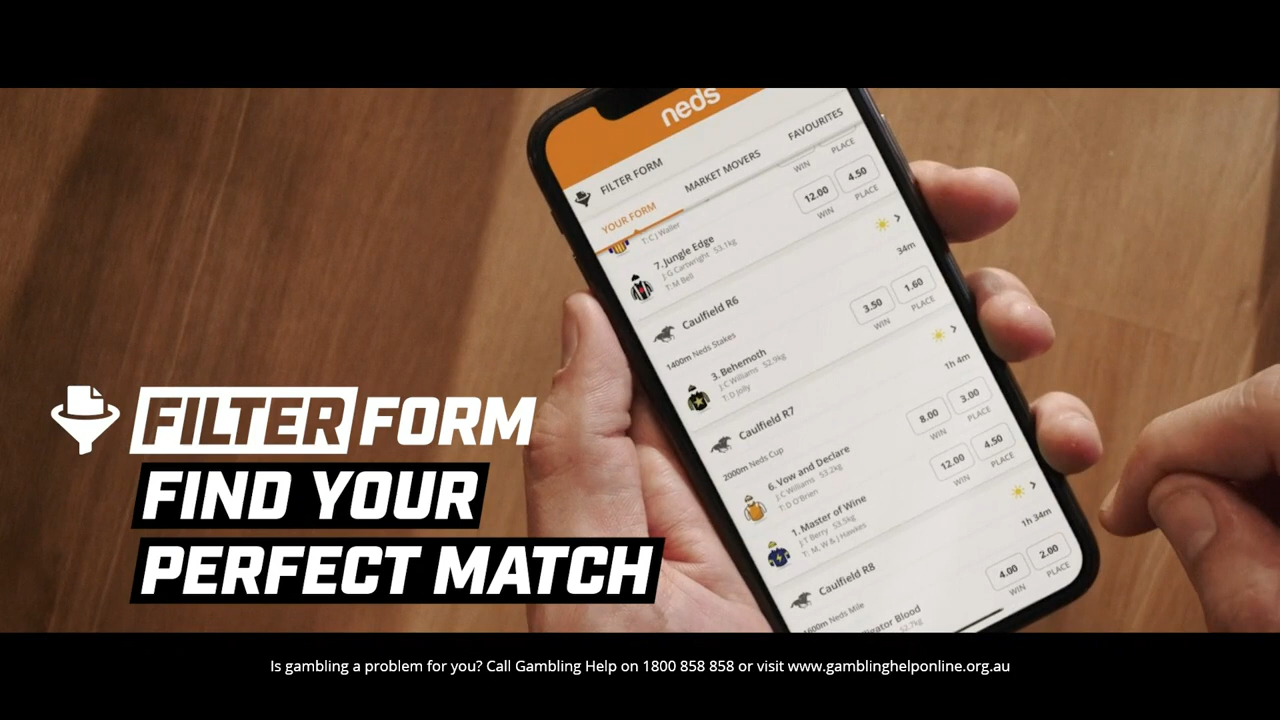 neds
FILTER FORM
MARKET MOVERS
FAVOURITES
YOUR FORM
WIN
PLACE
T: C J Waller
12.00
4.50
WIN
PLACE
7. Jungle Edge
J: G Cartwright 53.1kg
T: M Bell
34m
Caulfield R6
1400m Neds Stakes
3.50
1.60
WIN
PLACE
3. Behemoth
J: C Williams 52.9kg
T: D Jolly
1h 4m
Caulfield R7
2000m Neds Cup
8.00
3.00
WIN
PLACE
6. Vow and Declare
J: C Williams 53.2kg
T: D O'Brien
12.00
4.50
WIN
PLACE
1. Master of Wine
J: T Berry 53.5kg
T: M, W & J Hawkes
1h 34m
Caulfield R8
1600m Neds Mile
4.00
2.00
WIN
PLACE
igator Blood
52.7kg
FILTER FORM
FIND YOUR
PERFECT MATCH
Is gambling a problem for you? Call Gambling Help on 1800 858 858 or visit www.gamblinghelponline.org.au